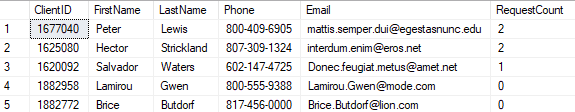 ClientID FirstName LastName Phone Email RequestCount
1 1677040 Peter Lewis 800-409-6905 mattis.semper.dui@egestasnunc.edu 2
2 1625080 Hector Strickland 807-309-1324 interdum.enim@eros.net 2
3 1620092 Salvador Waters 602-147-4725 Donec.feugiat.metus@amet.net 1
4 1882958 Lamirou Gwen 800-555-9388 Lamirou.Gwen@mode.com 0
5 1882772 Brice Butdorf 817-456-0000 Brice.Butdorf@lion.com 0